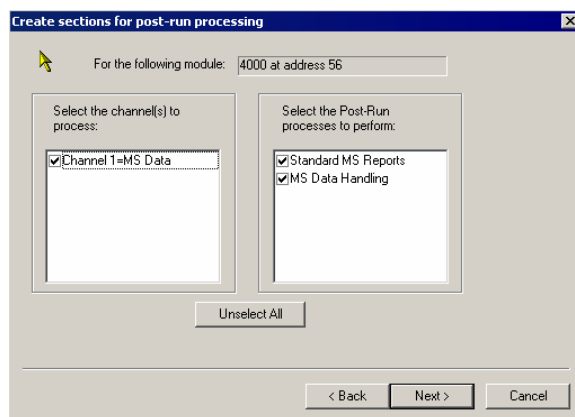 Create sections for post-run processing
For the following module: 4000 at address 56
Select the channel(s) to
process:
Channel 1=MS Data
Select the Post-Run
processes to perform:
Standard MS Reports
MS Data Handling
Unselect All
< Back
Next >
Cancel